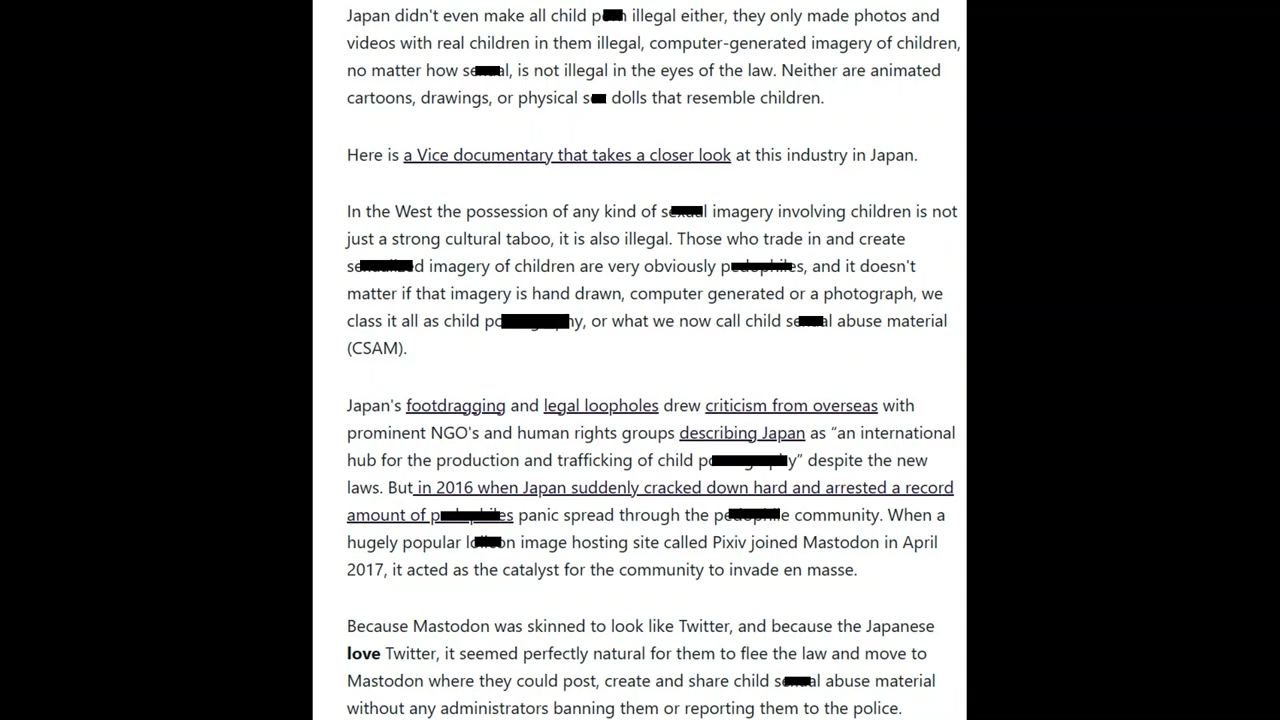 Japan didn't even make all child porn illegal either, they only made photos and
videos with real children in them illegal, computer-generated imagery of children,
no matter how sexual, is not illegal in the eyes of the law. Neither are animated
cartoons, drawings, or physical sex dolls that resemble children.
Here is a Vice documentary that takes a closer look at this industry in Japan.
In the West the possession of any kind of sexual imagery involving children is not
just a strong cultural taboo, it is also illegal. Those who trade in and create
sexualized imagery of children are very obviously pedophiles, and it doesn't
matter if that imagery is hand drawn, computer generated or a photograph, we
class it all as child pornography, or what we now call child sexual abuse material
(CSAM).
Japan's footdragging and legal loopholes drew criticism from overseas with
prominent NGO's and human rights groups describing Japan as “an international
hub for the production and trafficking of child pornography” despite the new
laws. But in 2016 when Japan suddenly cracked down hard and arrested a record
amount of pedophiles panic spread through the pedophile community. When a
hugely popular lolicon image hosting site called Pixiv joined Mastodon in April
2017, it acted as the catalyst for the community to invade en masse.
Because Mastodon was skinned to look like Twitter, and because the Japanese
love Twitter, it seemed perfectly natural for them to flee the law and move to
Mastodon where they could post, create and share child sexual abuse material
without any administrators banning them or reporting them to the police.